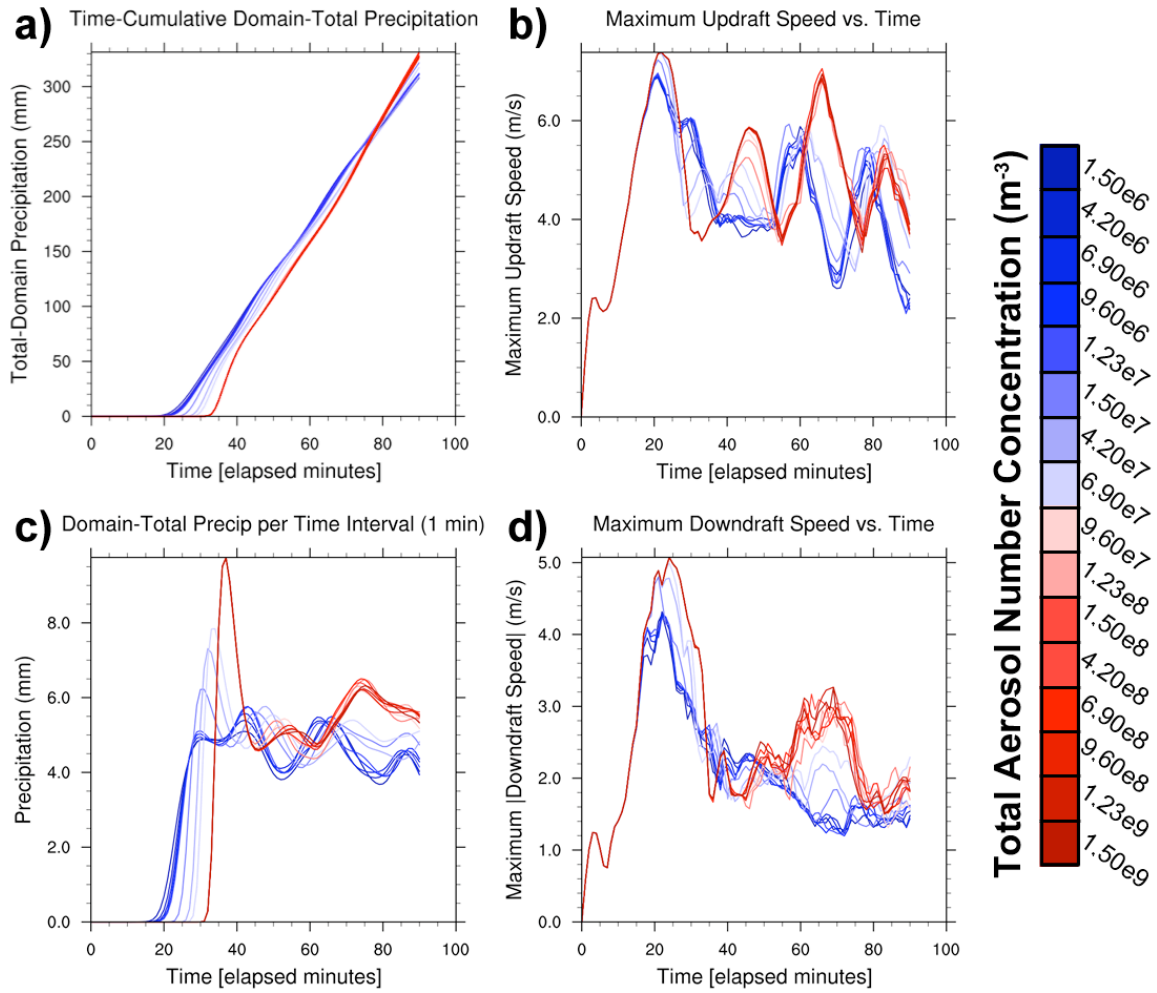 a)
Time-Cumulative Domain-Total Precipitation
Total-Domain Precipitation (mm)
300
250
200
150
100
50
0
0 20 40 60 80 100
Time [elapsed minutes]
b)
Maximum Updraft Speed vs. Time
Maximum Updraft Speed (m/s)
6.0
4.0
2.0
0.0
0 20 40 60 80 100
Time [elapsed minutes]
c)
Domain-Total Precip per Time Interval (1 min)
Precipitation (mm)
8.0
6.0
4.0
2.0
0.0
0 20 40 60 80 100
Time [elapsed minutes]
d)
Maximum Downdraft Speed vs. Time
Maximum |Downdraft Speed| (m/s)
5.0
4.0
3.0
2.0
1.0
0.0
0 20 40 60 80 100
Time [elapsed minutes]
Total Aerosol Number Concentration (m⁻³)
1.50e6
4.20e6
6.90e6
9.60e6
1.23e7
1.50e7
4.20e7
6.90e7
9.60e7
1.23e8
1.50e8
4.20e8
6.90e8
9.60e8
1.23e9
1.50e9